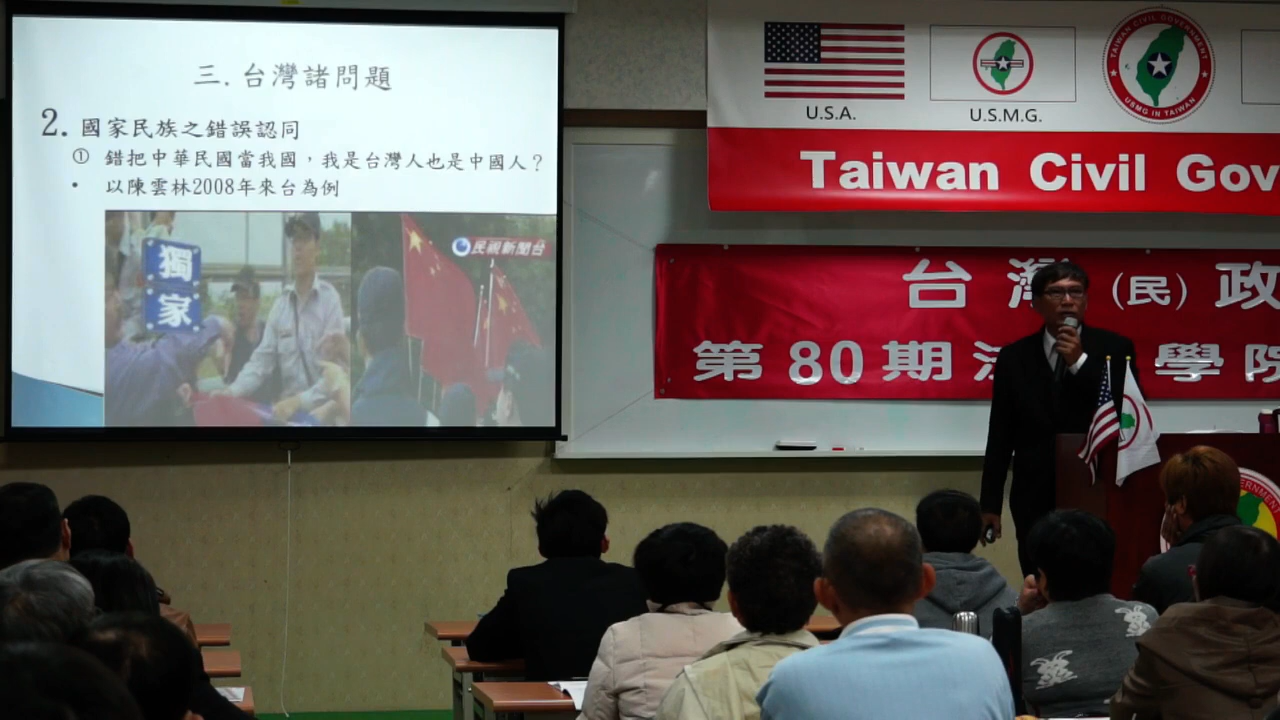 三.台灣諸問題
2.國家民族之錯誤認同
① 錯把中華民國當我國，我是台灣人也是中國人？
• 以陳雲林2008年來台為例
獨家
民視新聞台
U.S.A.
U.S.M.G.
TAIWAN CIVIL GOVERNMENT
USMG IN TAIWAN
Taiwan Civil Gov
台灣(民)政
第80期法 學院